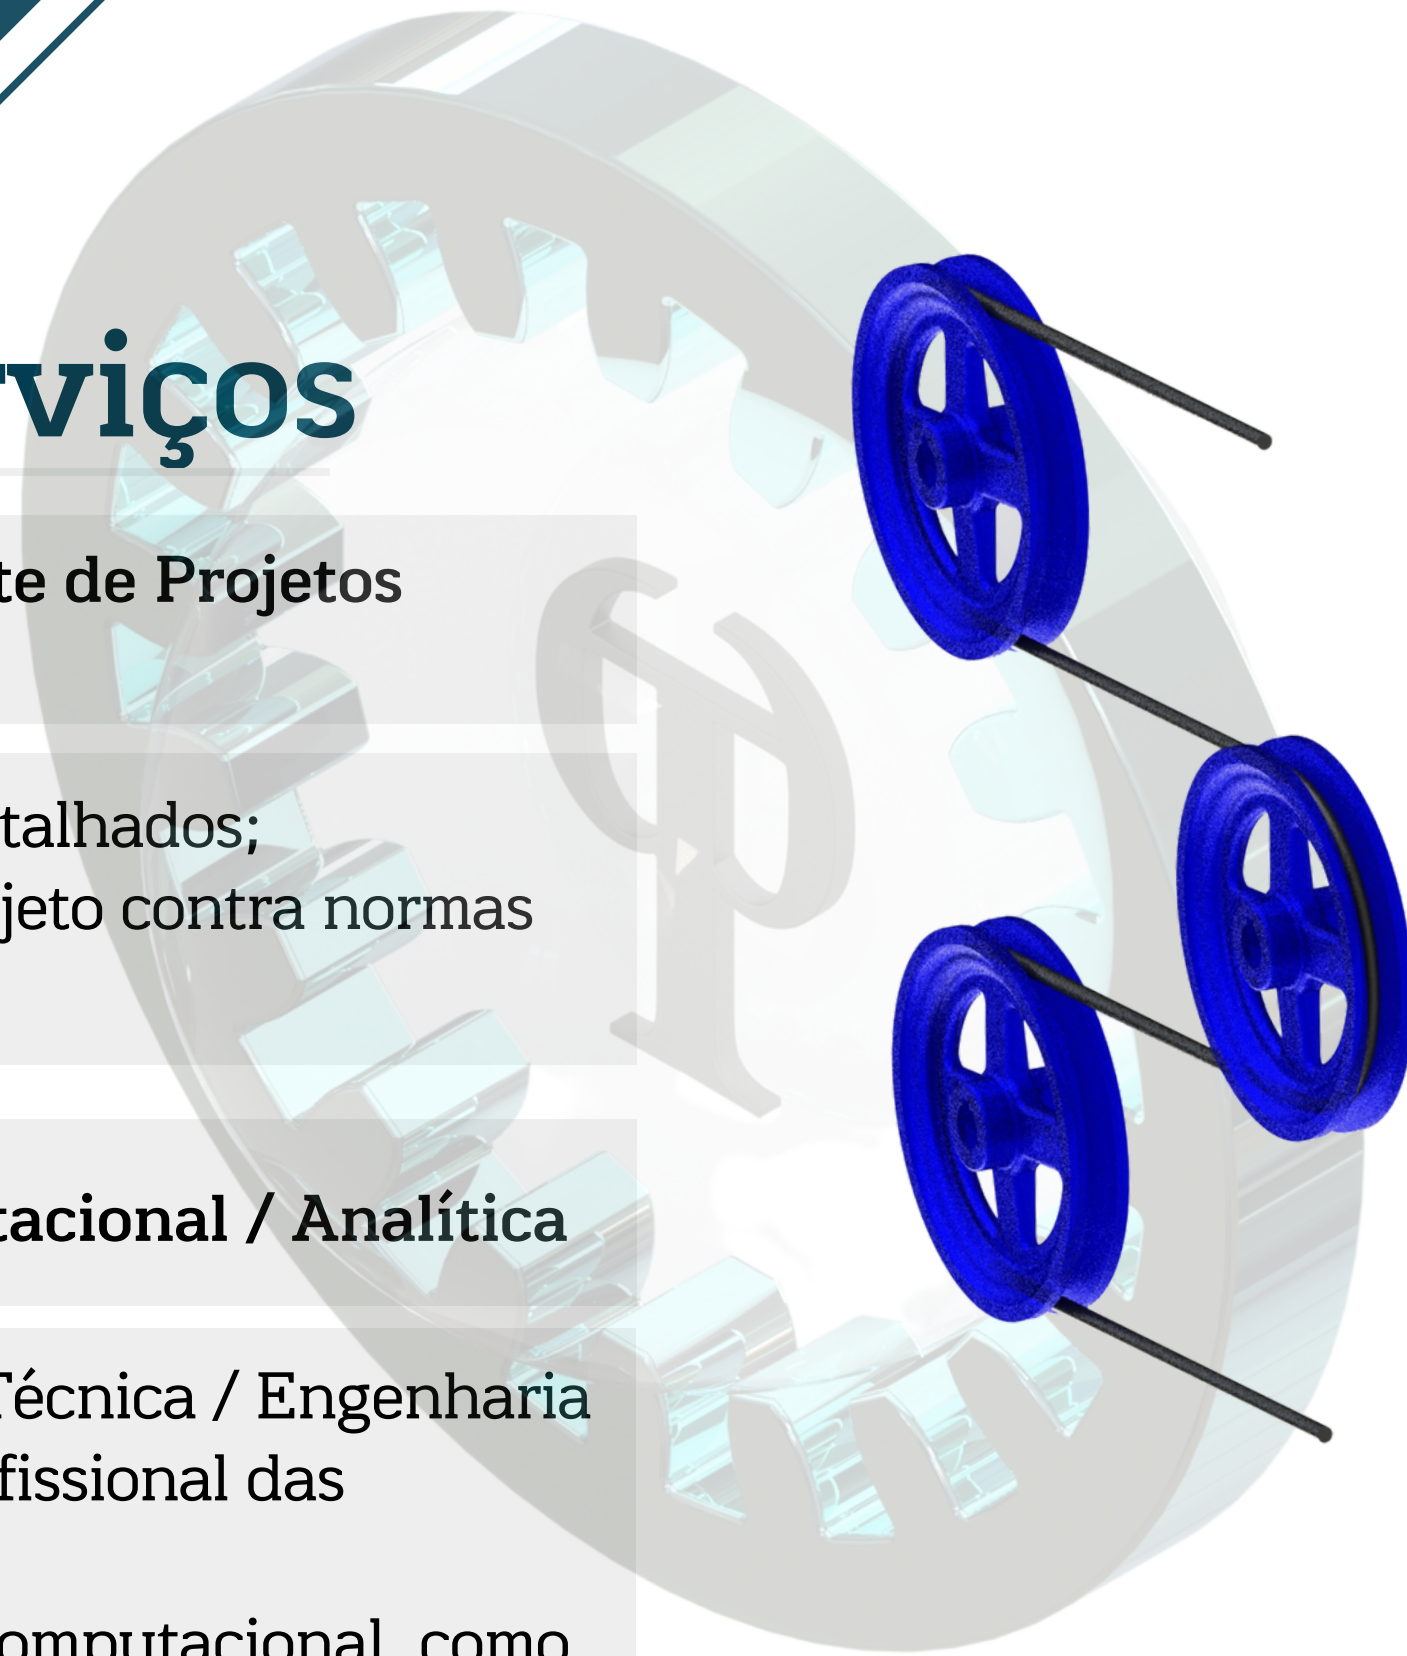 rviços
te de Projetos
talhados;
jeto contra normas
tacional / Analítica
Técnica / Engenharia
fissional das
omputacional, como